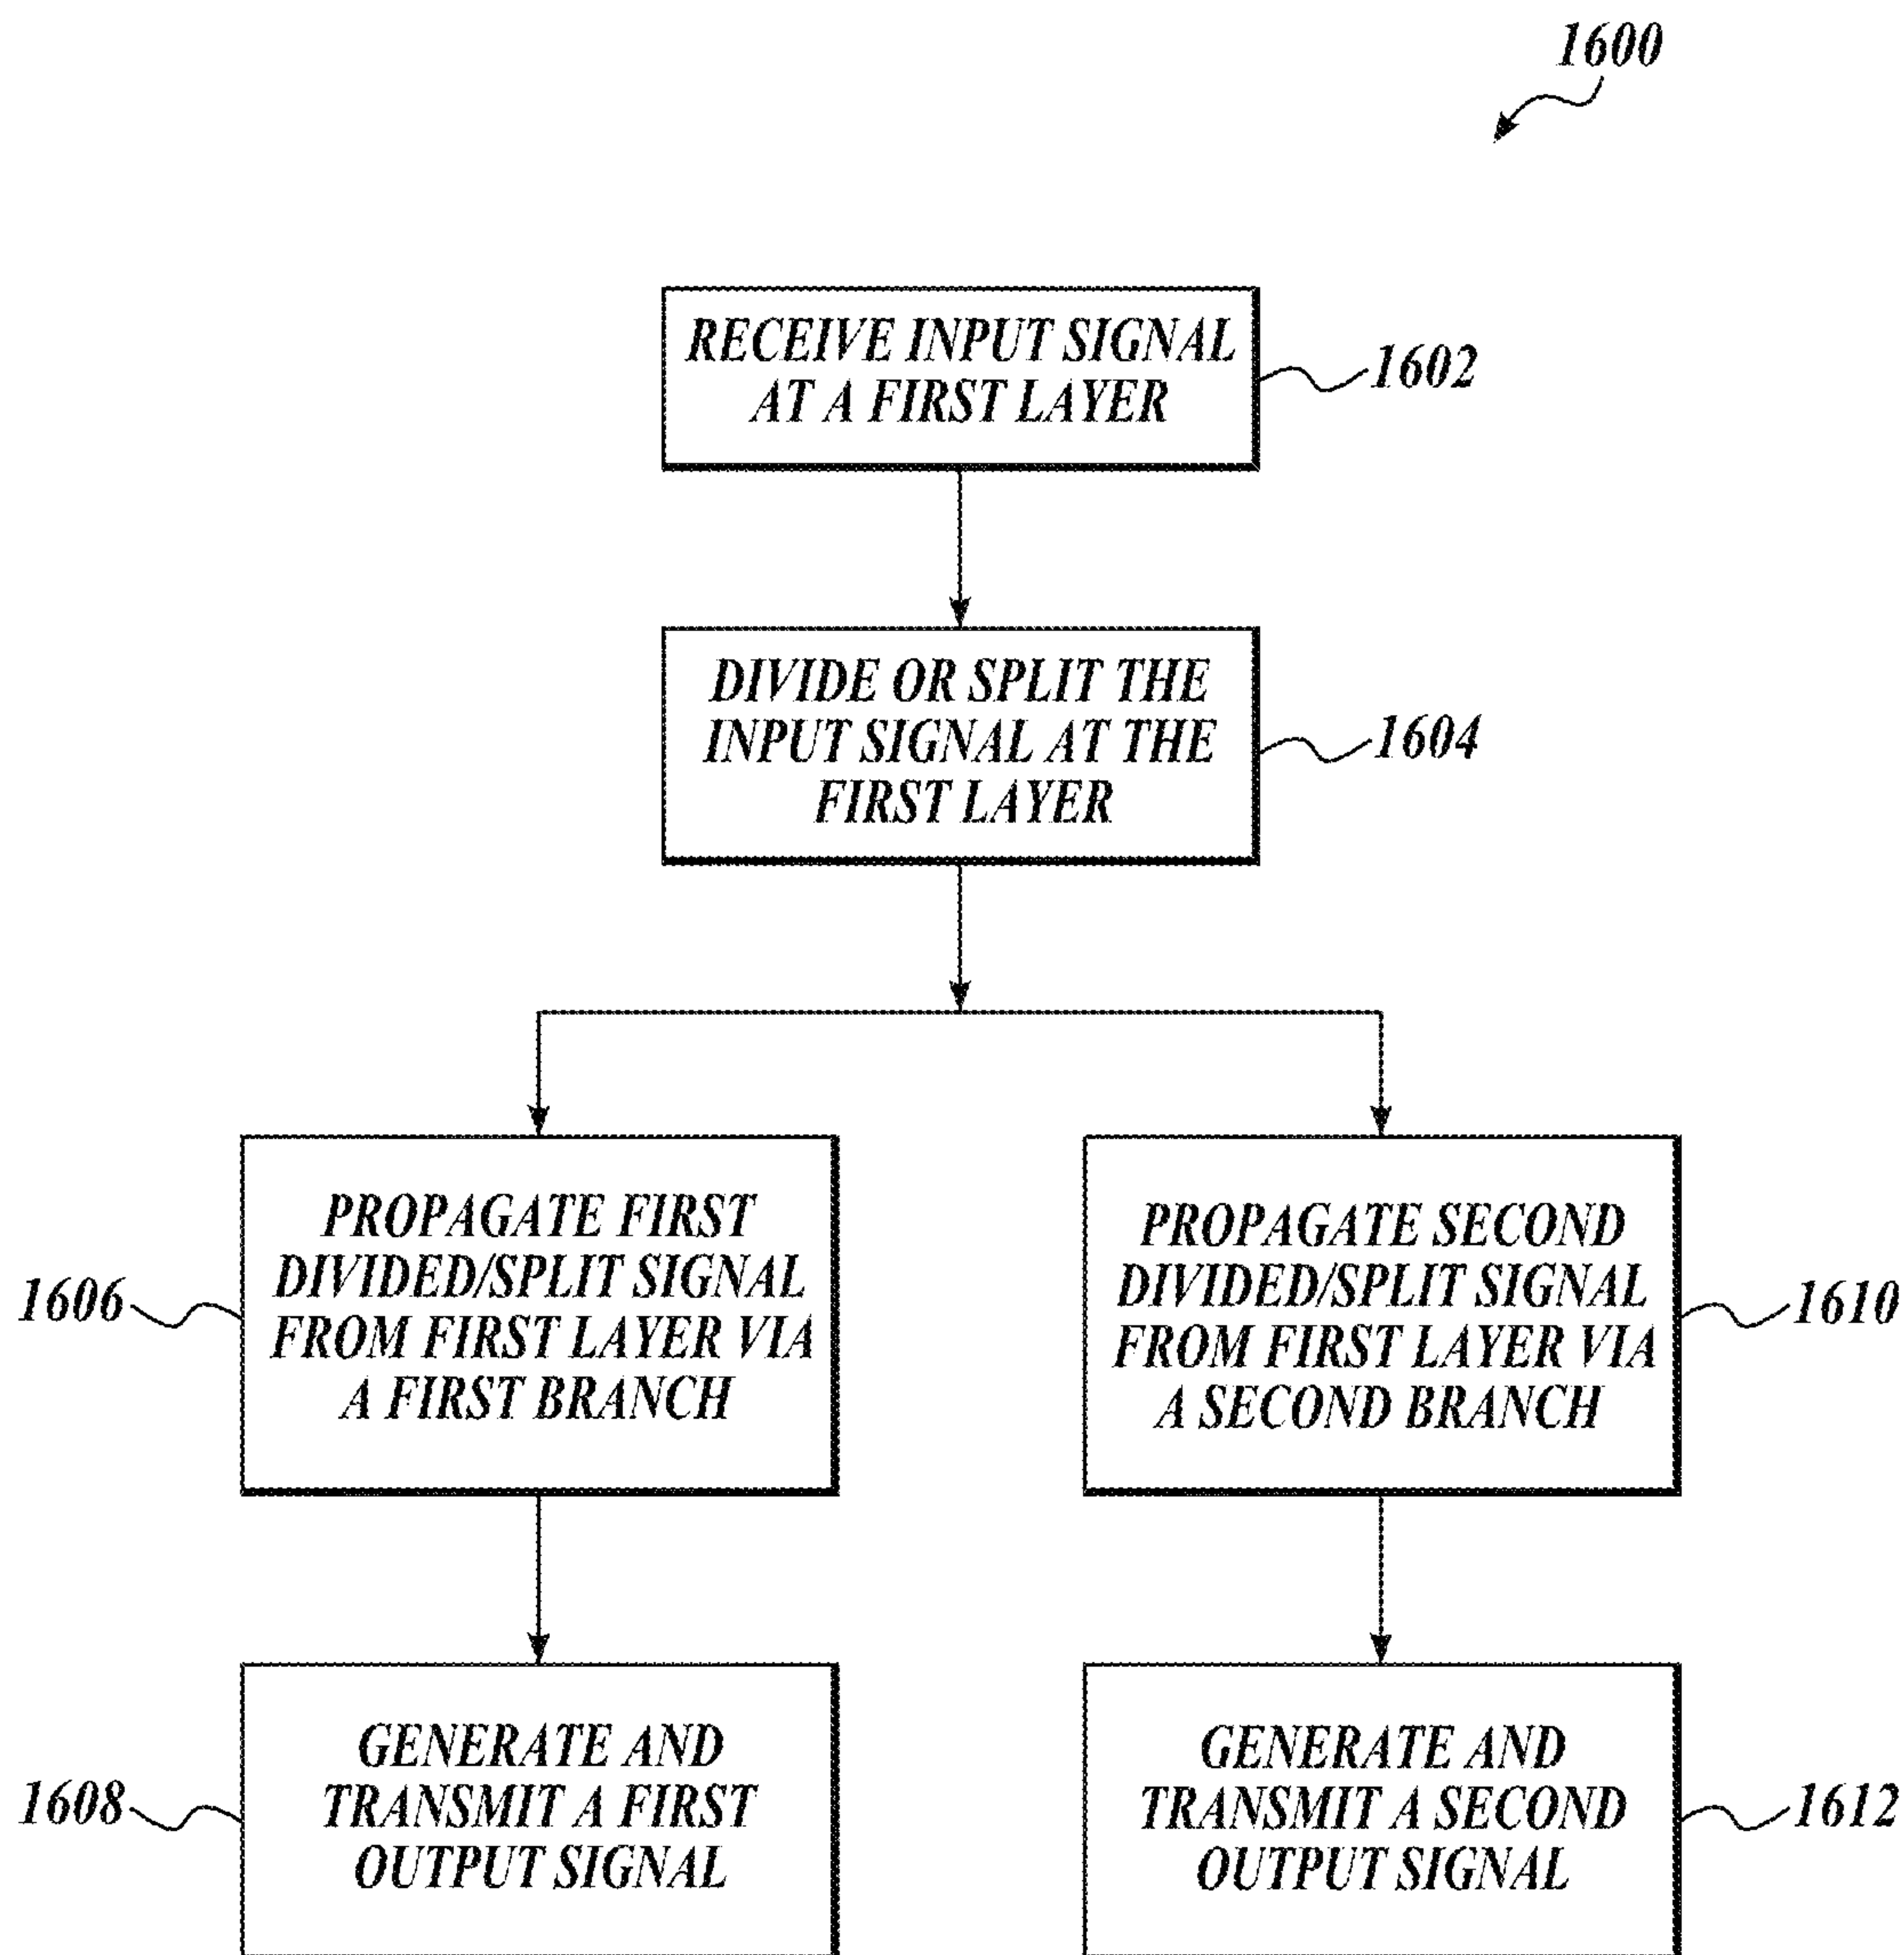 1600
RECEIVE INPUT SIGNAL
AT A FIRST LAYER
1602
DIVIDE OR SPLIT THE
INPUT SIGNAL AT THE
FIRST LAYER
1604
PROPAGATE FIRST
DIVIDED/SPLIT SIGNAL
FROM FIRST LAYER VIA
A FIRST BRANCH
1606
PROPAGATE SECOND
DIVIDED/SPLIT SIGNAL
FROM FIRST LAYER VIA
A SECOND BRANCH
1610
GENERATE AND
TRANSMIT A FIRST
OUTPUT SIGNAL
1608
GENERATE AND
TRANSMIT A SECOND
OUTPUT SIGNAL
1612